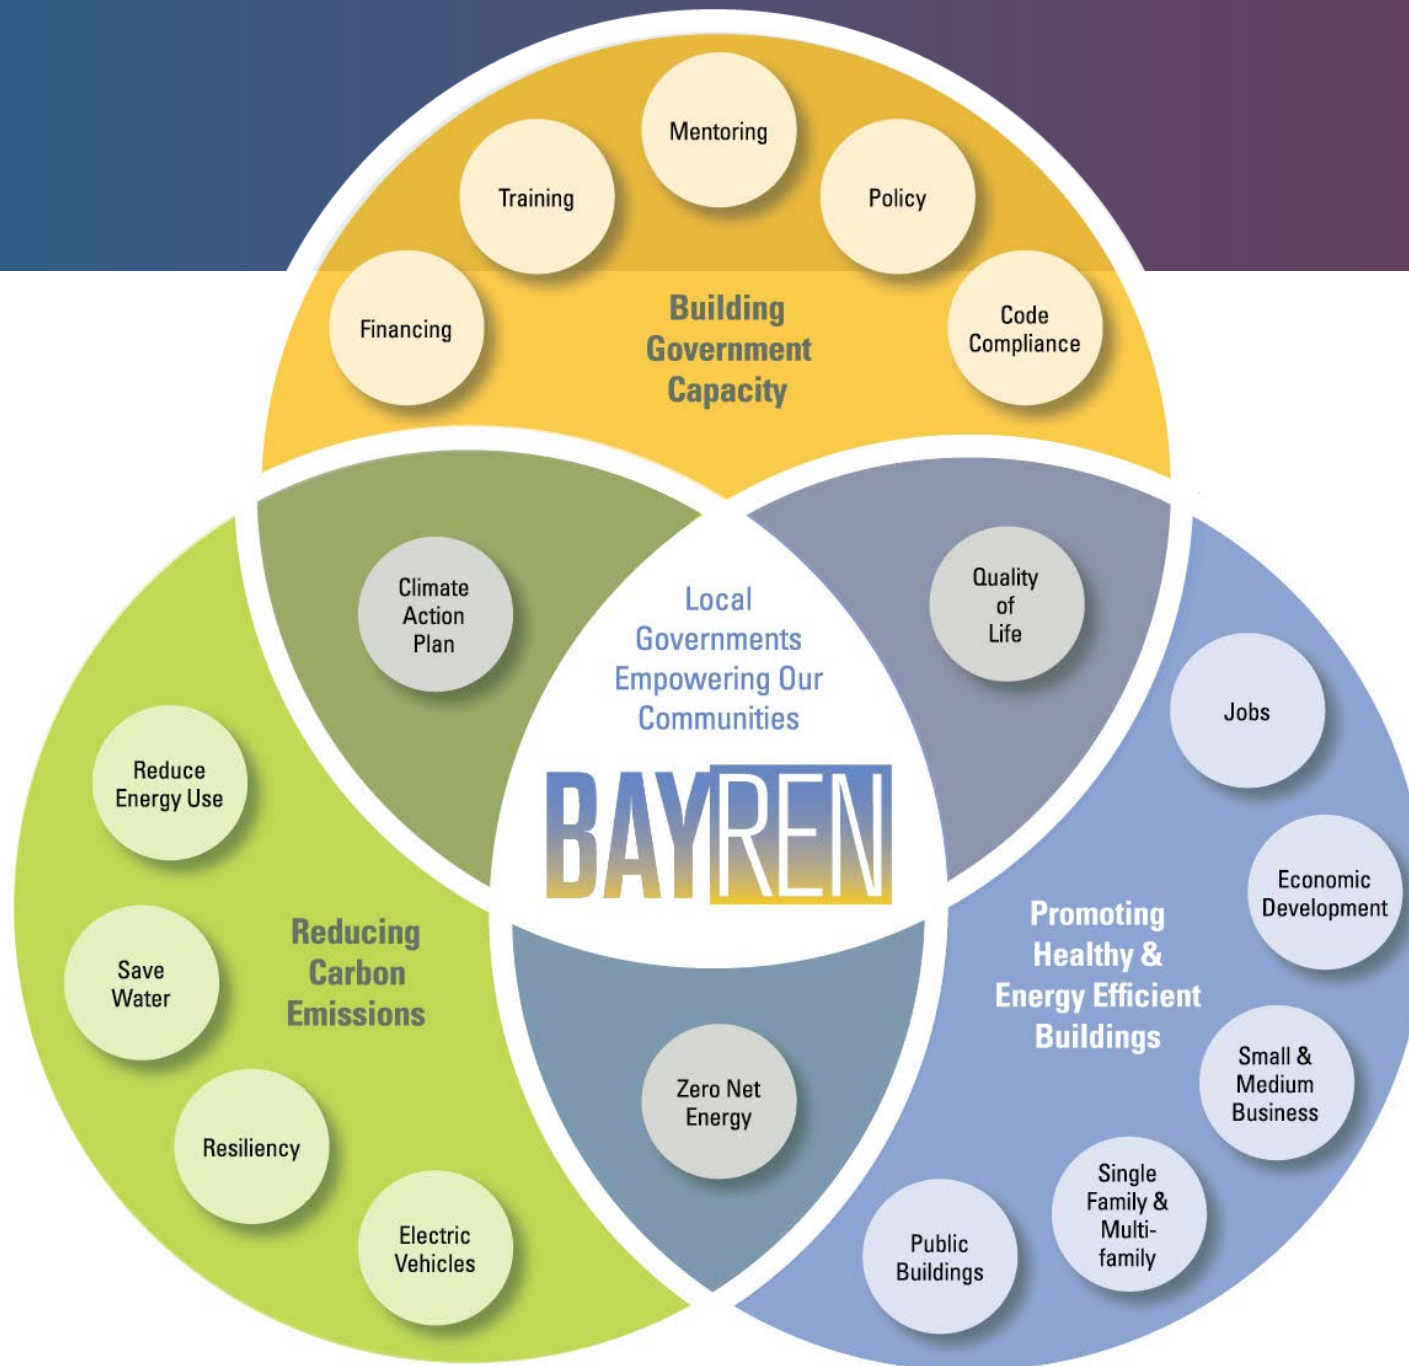 Mentoring
Training
Policy
Financing
Code
Compliance
Building
Government
Capacity
Climate
Action
Plan
Quality
of
Life
Local
Governments
Empowering Our
Communities
BAYREN
Reduce
Energy Use
Save
Water
Resiliency
Electric
Vehicles
Reducing
Carbon
Emissions
Zero Net
Energy
Promoting
Healthy &
Energy Efficient
Buildings
Jobs
Economic
Development
Small &
Medium
Business
Single
Family &
Multi-
family
Public
Buildings